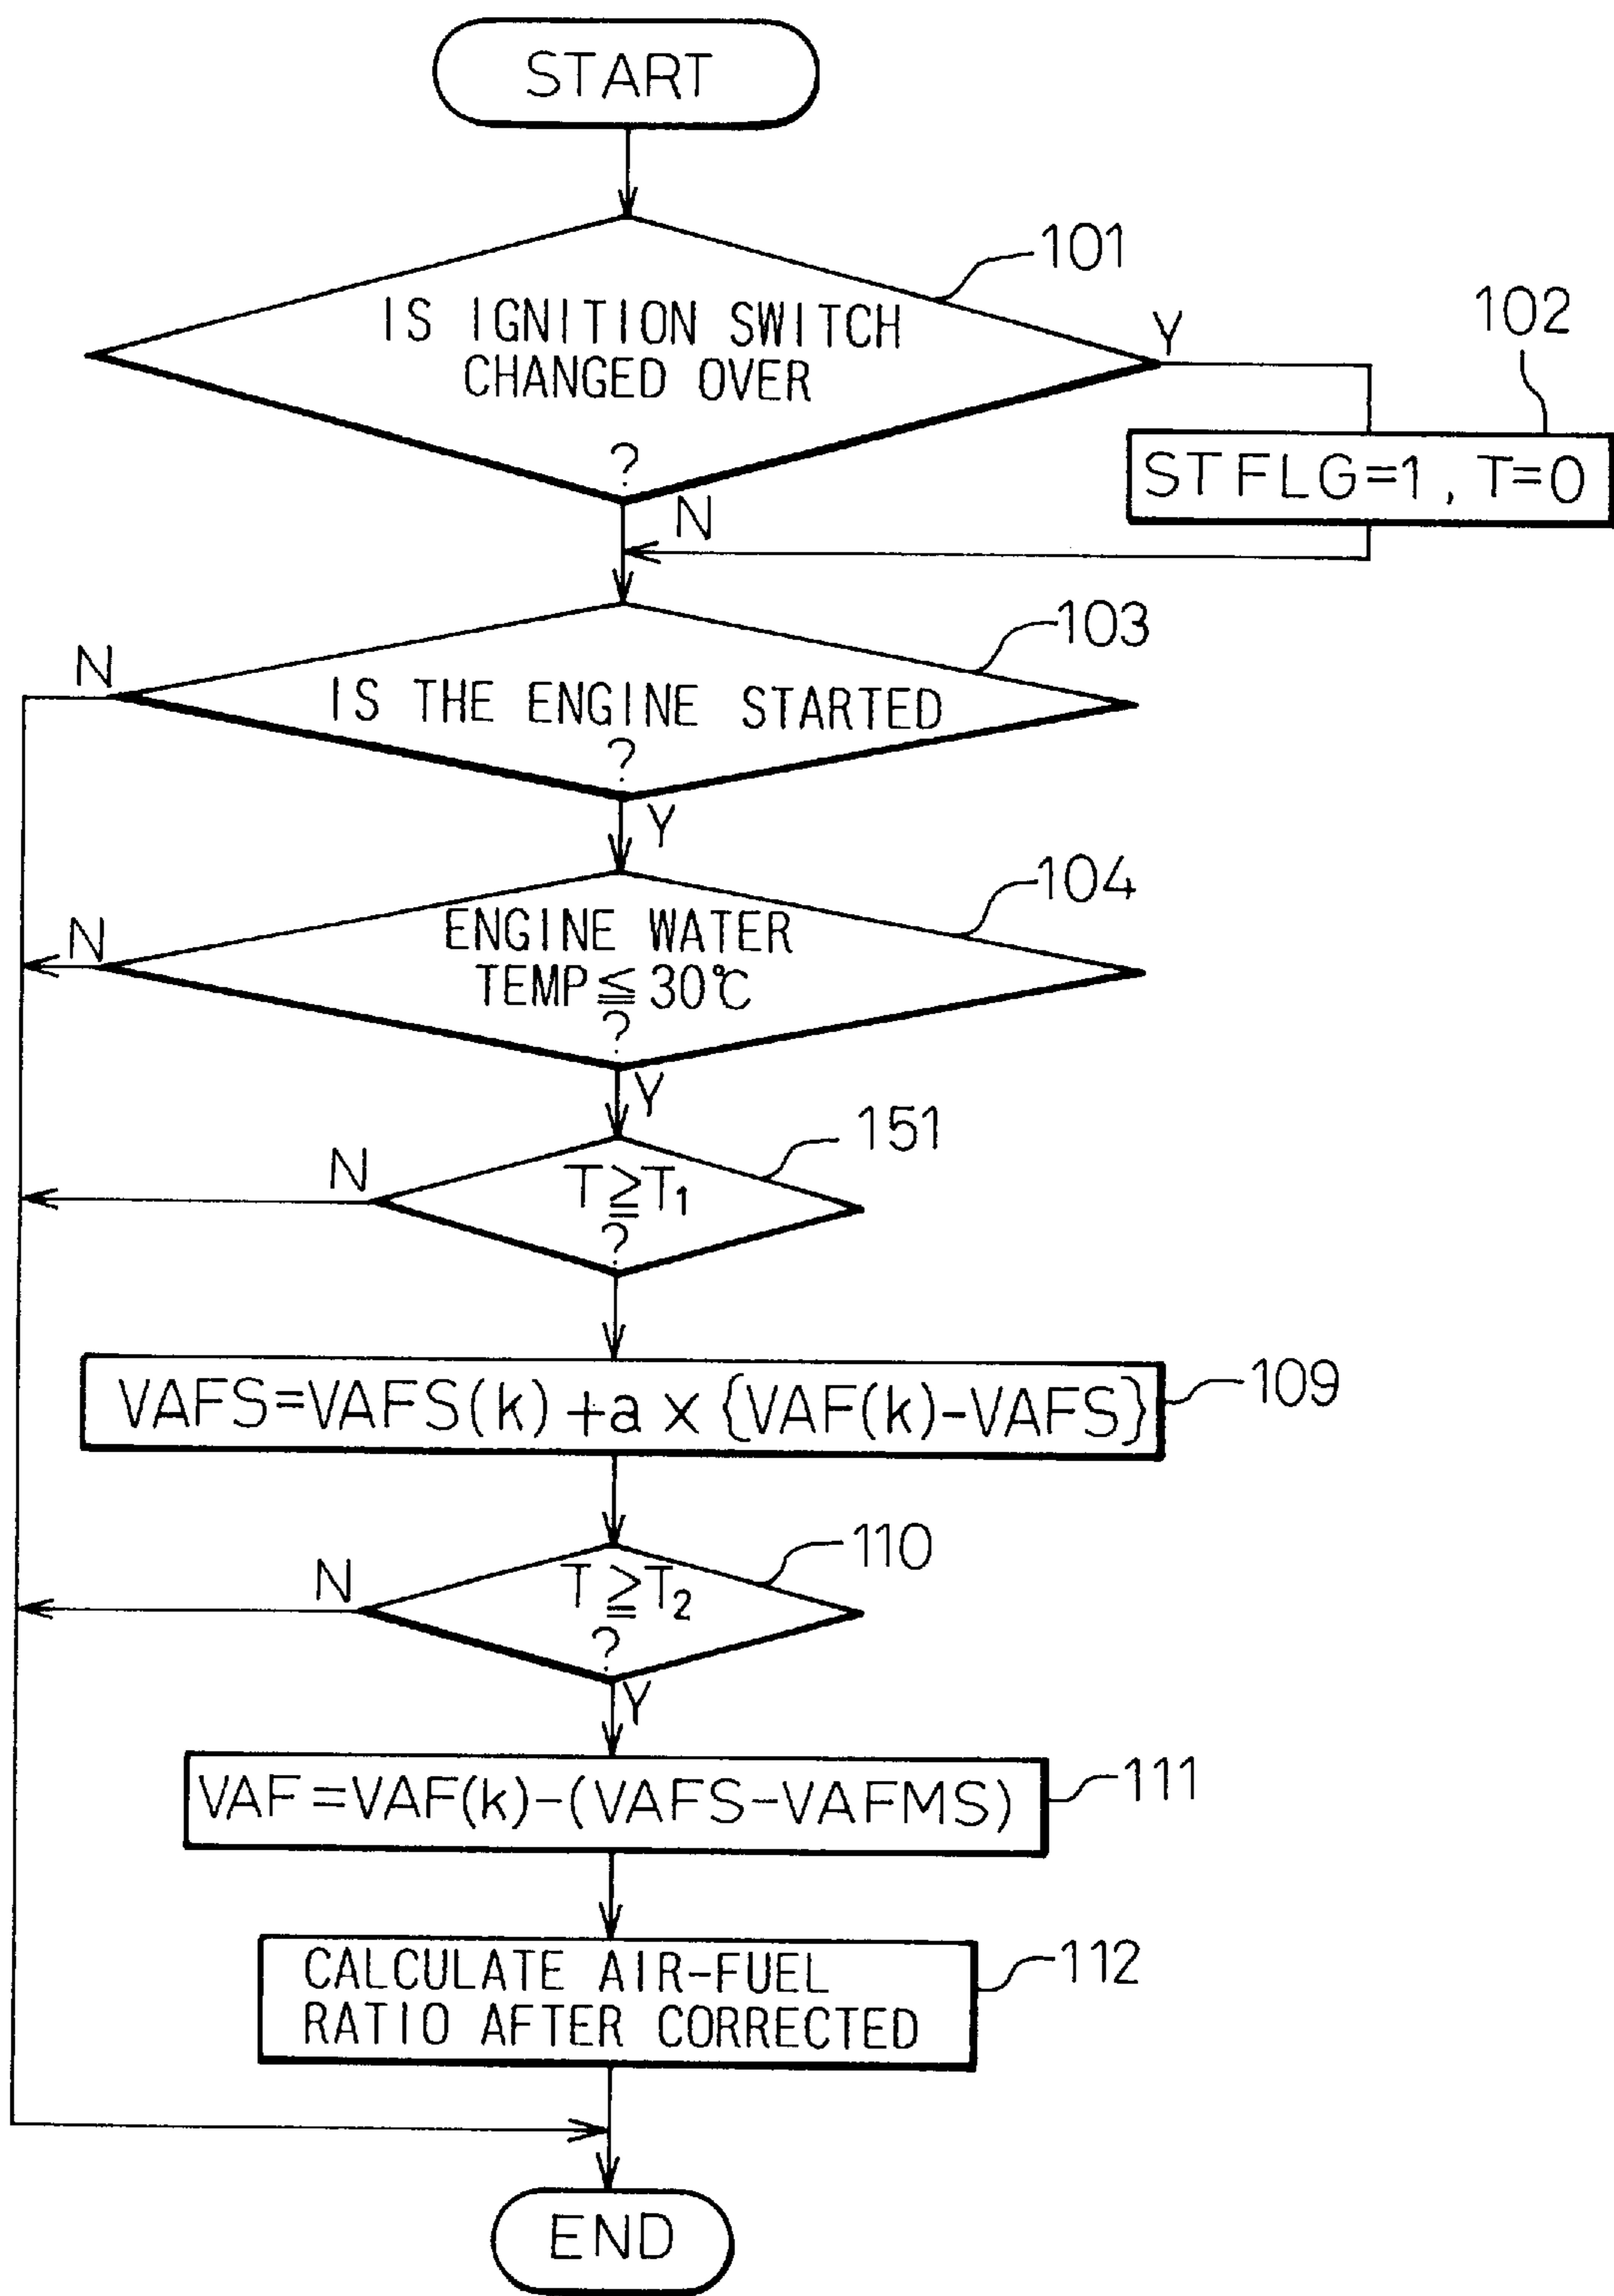 START
101
IS IGNITION SWITCH
CHANGED OVER
?
Y
102
STFLG=1, T=0
N
103
N
IS THE ENGINE STARTED
?
Y
104
N
ENGINE WATER
TEMP≦30℃
?
Y
151
N
T≧T1
?
VAFS=VAFS(k)+a×{VAF(k)-VAFS}
109
110
N
T≧T2
?
Y
VAF=VAF(k)-(VAFS-VAFMS)
111
CALCULATE AIR-FUEL
RATIO AFTER CORRECTED
112
END